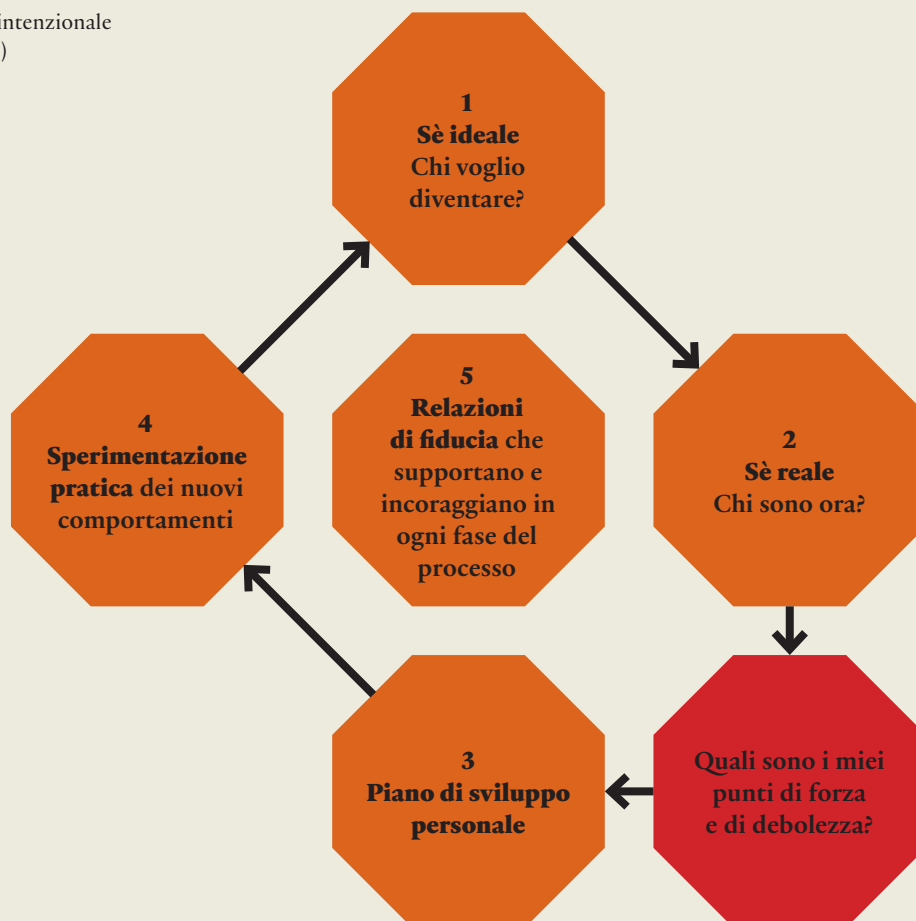 intenzionale
)
1
Sè ideale
Chi voglio
diventare?
2
Sè reale
Chi sono ora?
Quali sono i miei
punti di forza
e di debolezza?
3
Piano di sviluppo
personale
4
Sperimentazione
pratica dei nuovi
comportamenti
5
Relazioni
di fiducia che
supportano e
incoraggiano in
ogni fase del
processo